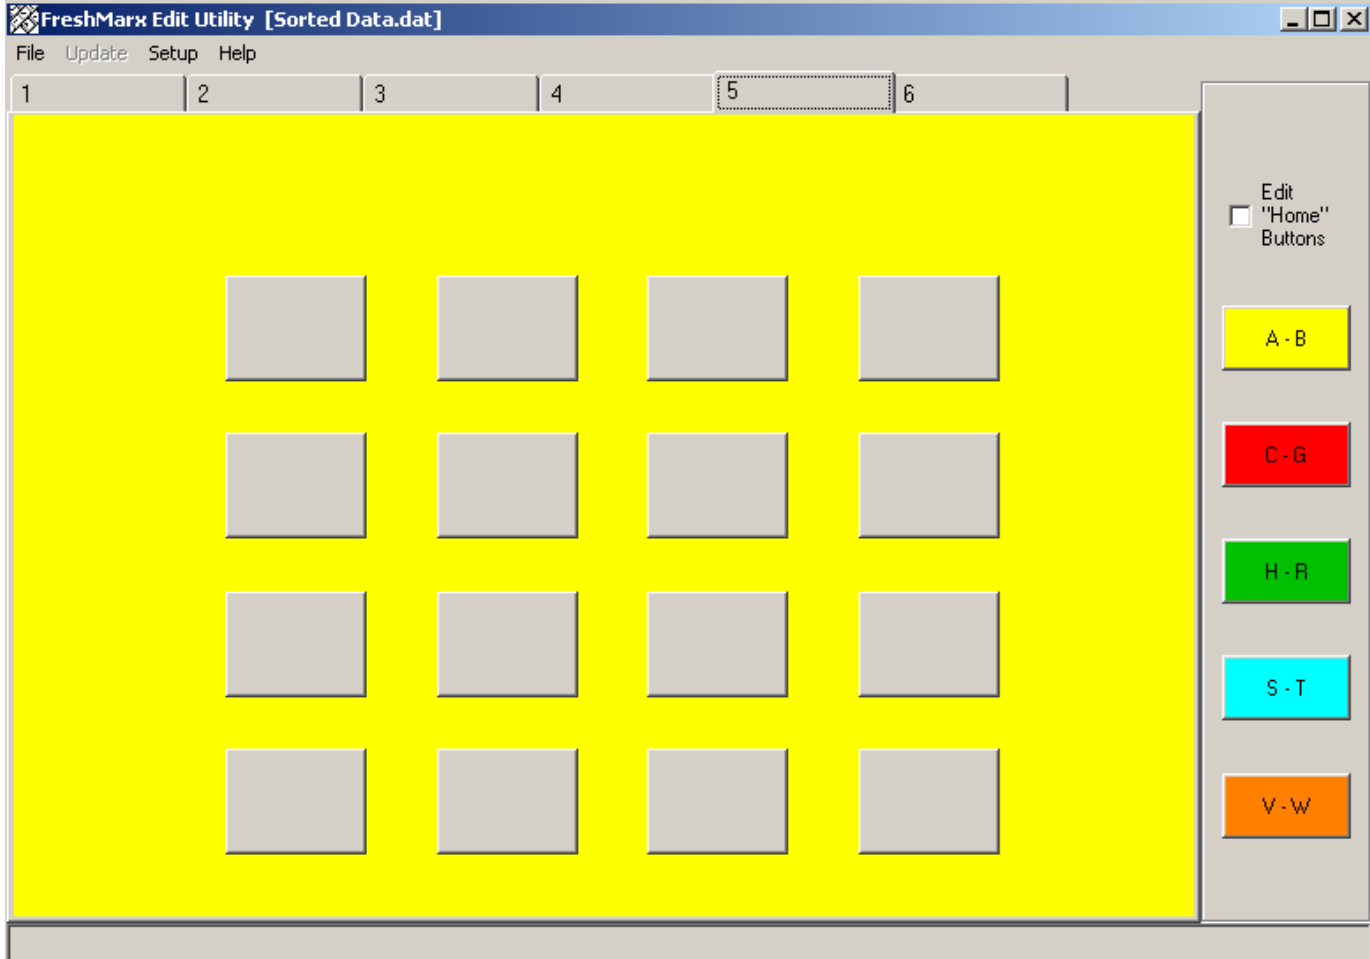 FreshMarx Edit Utility [Sorted Data.dat]
File Update Setup Help
1 2 3 4 5 6
Edit
"Home"
Buttons
A - B
C - G
H - R
S - T
V - W